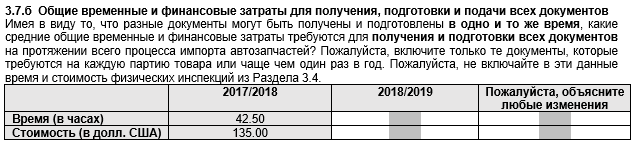 3.7.б Общие временные и финансовые затраты для получения, подготовки и подачи всех документов
Имея в виду то, что разные документы могут быть получены и подготовлены в одно и то же время, какие
средние общие временные и финансовые затраты требуются для получения и подготовки всех документов
на протяжении всего процесса импорта автозапчастей? Пожалуйста, включите только те документы, которые
требуются на каждую партию товара или чаще чем один раз в год. Пожалуйста, не включайте в эти данные
время и стоимость физических инспекций из Раздела 3.4.
2017/2018 2018/2019 Пожалуйста, объясните
любые изменения
Время (в часах) 42.50
Стоимость (в долл. США) 135.00